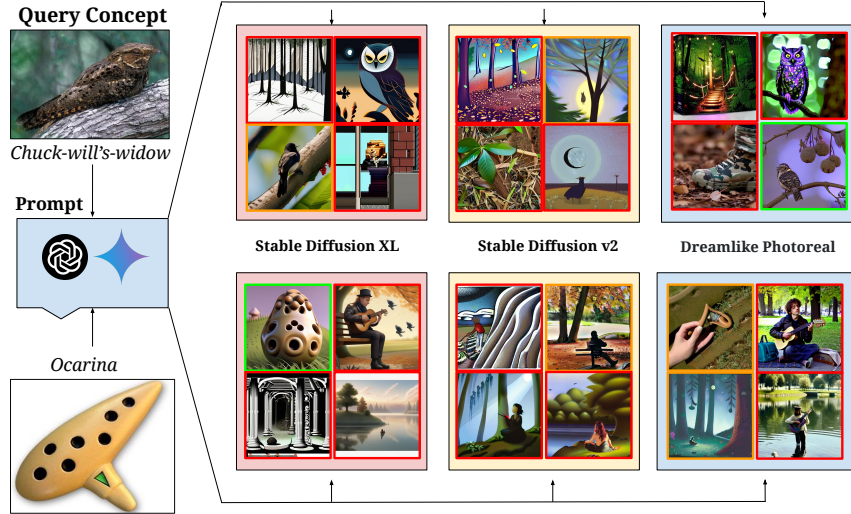 Query Concept
Chuck-will's-widow
Prompt
Stable Diffusion XL
Stable Diffusion v2
Dreamlike Photoreal
Ocarina